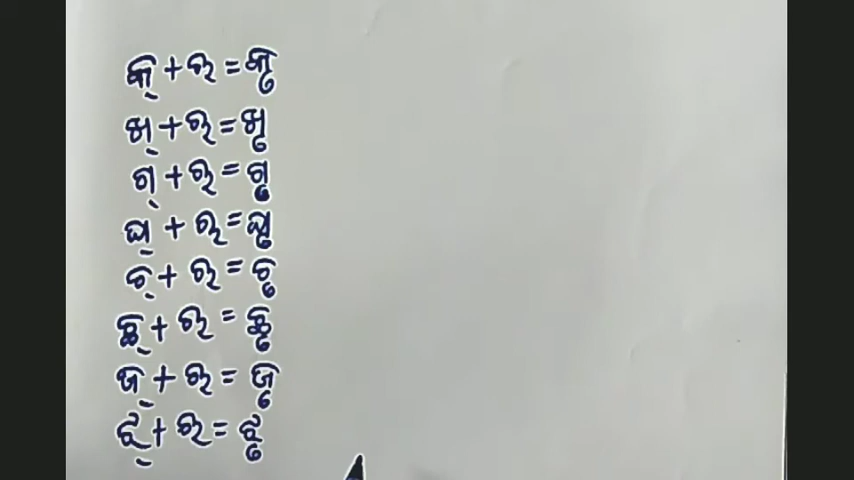 କ୍ + ଋ = କୃ
ଖ୍ + ଋ = ଖୃ
ଗ୍ + ଋ = ଗୃ
ଘ୍ + ଋ = ଘୃ
ଚ୍ + ଋ = ଚୃ
ଛ୍ + ଋ = ଛୃ
ଜ୍ + ଋ = ଜୃ
ଝ୍ + ଋ = ଝୃ